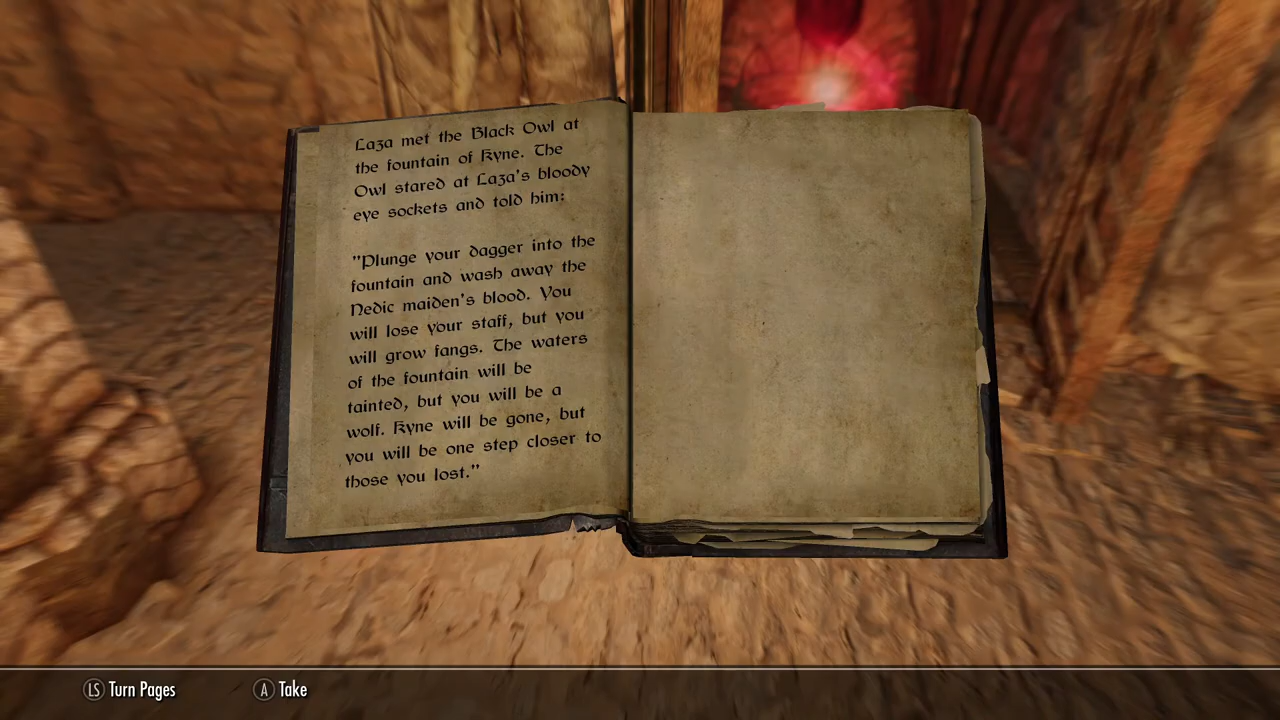 Laza met the Black Owl at
the fountain of Kyne. The
Owl stared at Laza's bloody
eye sockets and told him:
"Plunge your dagger into the
fountain and wash away the
Nedic maiden's blood. You
will lose your staff, but you
will grow fangs. The waters
of the fountain will be
tainted, but you will be a
wolf. Kyne will be gone, but
you will be one step closer to
those you lost."
LS Turn Pages
A Take